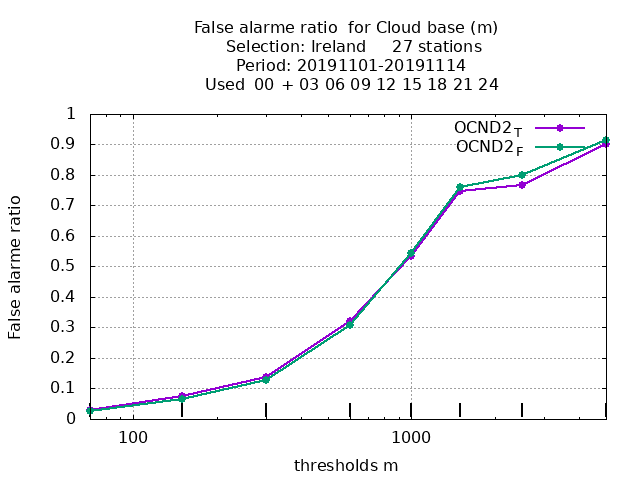 False alarme ratio  for Cloud base (m)
Selection: Ireland     27 stations
Period: 20191101-20191114
Used  00 + 03 06 09 12 15 18 21 24
OCND2T
OCND2F
1
0.9
0.8
0.7
0.6
0.5
0.4
0.3
0.2
0.1
0
False alarme ratio
100
1000
thresholds m